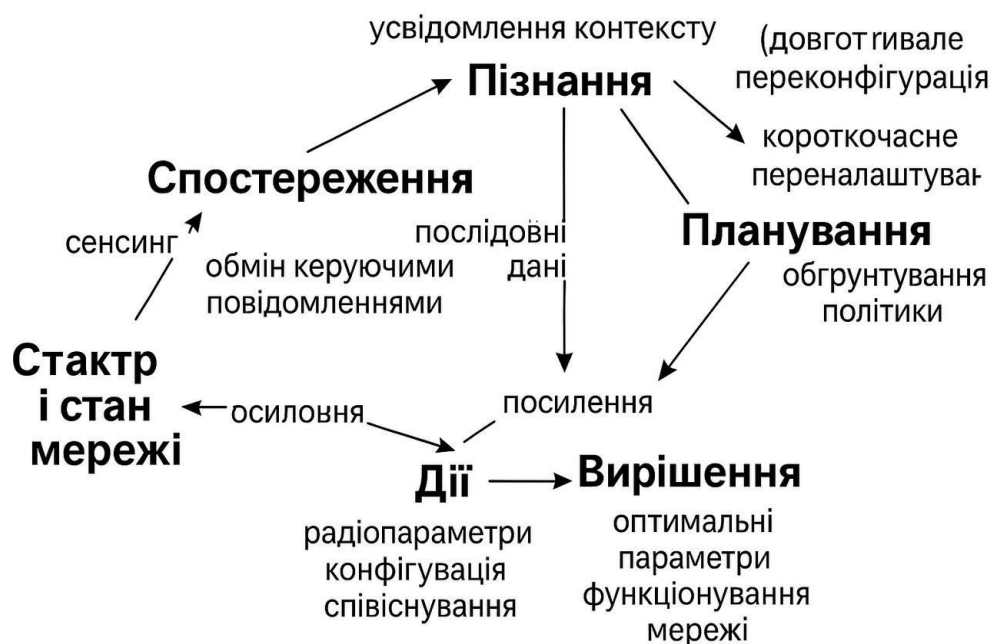 усвідомлення контексту
Пізнання
(довготривале
переконфігурація
короткочасне
переналаштуван
Спостереження
сенсинг
обмін керуючими
повідомленнями
послідовні
дані
Планування
обгрунтування
політики
Стактр
і стан
мережі
осиловня
посилення
Дії
радіопараметри
конфігувація
співіснування
Вирішення
оптимальні
параметри
функціонування
мережі